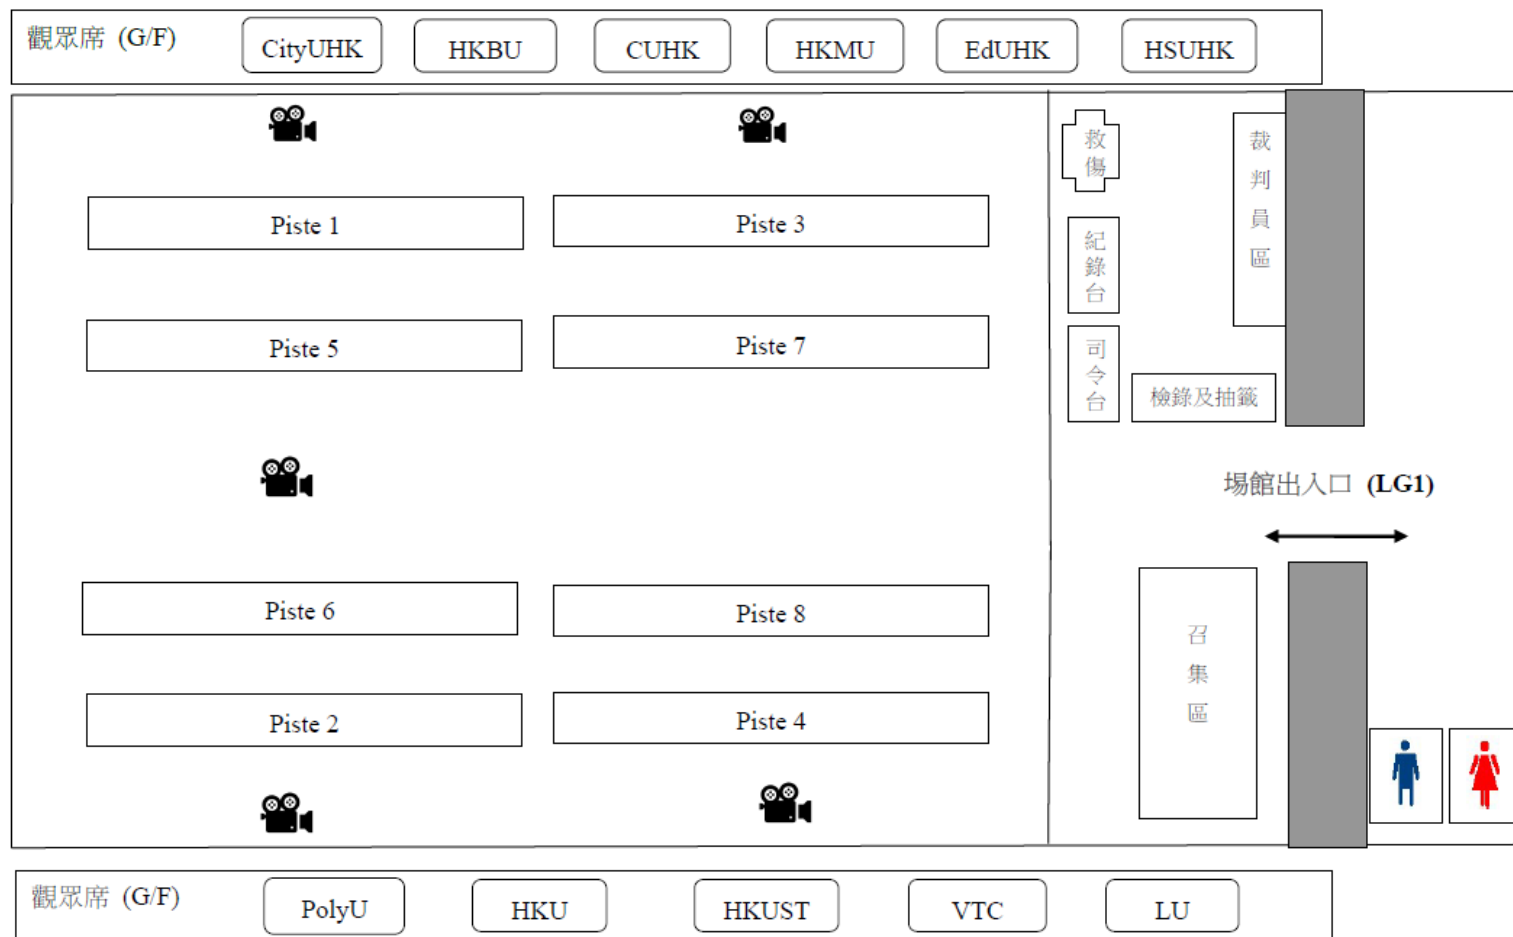 觀眾席 (G/F)
CityUHK
HKBU
CUHK
HKMU
EdUHK
HSUHK
救傷
裁判員區
Piste 1
Piste 3
紀錄台
Piste 5
Piste 7
司令台
檢錄及抽籤
場館出入口 (LG1)
Piste 6
Piste 8
召集區
Piste 2
Piste 4
觀眾席 (G/F)
PolyU
HKU
HKUST
VTC
LU